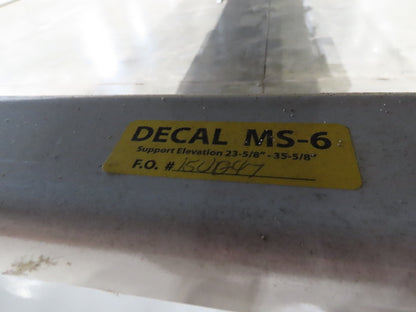 DECAL MS-6
Support Elevation 23-5/8" - 35-5/8"
F.O. #